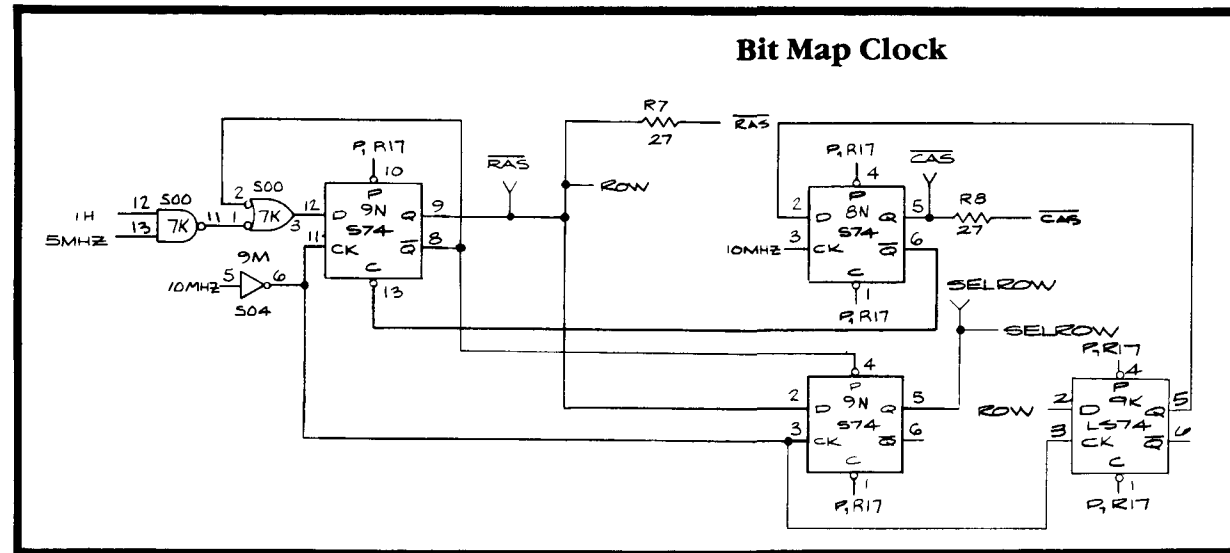 Bit Map Clock
R7
27
RAS
ROW
RAS
P, R17
10
P
9N
S74
D Q
CK Q
C
12
11
9
8
13
1H
5MHZ
12
13
S00
7K
11
2
1
S00
7K
3
10MHZ
5
9M
6
S04
P, R17
4
P
8N
S74
D Q
CK Q
C
2
3
5
6
1
P, R17
10MHZ
CAS
R8
27
CAS
SELROW
SELROW
4
P
9N
S74
D Q
CK Q
C
2
3
5
6
1
P, R17
P, R17
4
P
9K
LS74
D Q
CK Q
C
ROW
2
3
5
6
1
P, R17